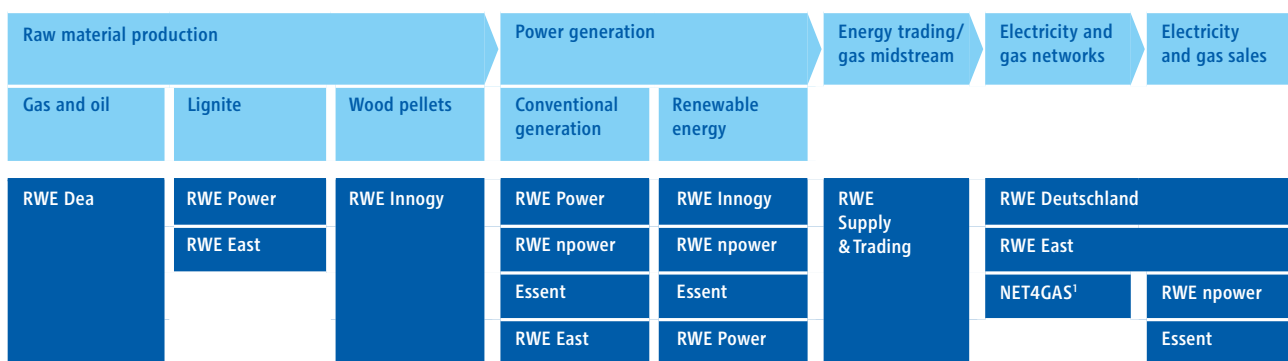 Raw material production
Power generation
Energy trading/
gas midstream
Electricity and
gas networks
Electricity
and gas sales
Gas and oil
Lignite
Wood pellets
Conventional
generation
Renewable
energy
RWE Dea
RWE Power
RWE Innogy
RWE Power
RWE Innogy
RWE
Supply
& Trading
RWE Deutschland
RWE East
RWE npower
RWE npower
RWE East
Essent
Essent
NET4GAS¹
RWE npower
RWE East
RWE Power
Essent